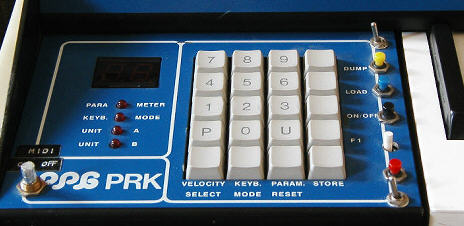 7 8 9
DUMP
4 5 6
LOAD
PARA METER
1 2 3
KEYB. MODE
ON/OFF
UNIT A
P 0 U
UNIT B
F1
MIDI
OFF
PPG PRK
VELOCITY KEYB. PARAM. STORE
SELECT MODE RESET